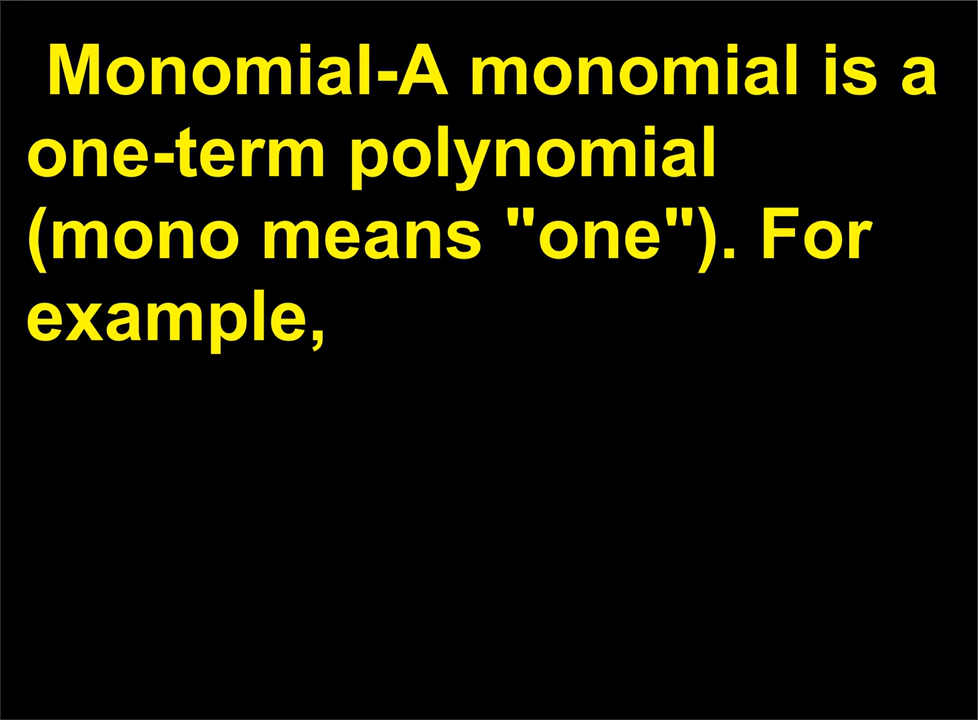 Monomial-A monomial is a
one-term polynomial
(mono means "one"). For
example,